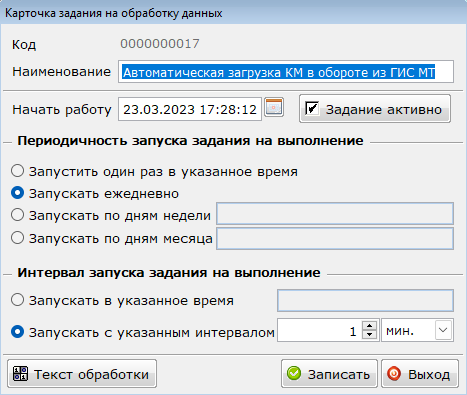 Карточка задания на обработку данных
Код 0000000017
Наименование Автоматическая загрузка КМ в обороте из ГИС МТ
Начать работу 23.03.2023 17:28:12 Задание активно
Периодичность запуска задания на выполнение
Запустить один раз в указанное время
Запускать ежедневно
Запускать по дням недели
Запускать по дням месяца
Интервал запуска задания на выполнение
Запускать в указанное время
Запускать с указанным интервалом 1 мин.
Текст обработки Записать Выход